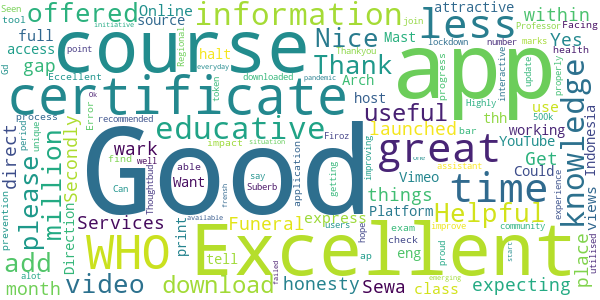 Seen initiative
tool
offered
Online
source
full
access
gap
information
attractive
within
Professor
Regional
join
Facing
lockdown number marks
Nice
less
halt
Mast
Yes
health
course
app
Thank
Arch
host
downloaded
token
everyday
pandemic
interactive
progress
update
properly
Gd
Excellent
point
certificate
useful
knowledge
Indonesia
Error
ok
recommended
process
educative
launched
Highly
use
500k
thh
bar
working
Good
great
YouTube
Get
Could
views
direct
please
million
Secondly
Direction
period
unique
wark
find
impact
Firoz
improving
Vimeo
things
time
experience
Can
well
able
say
situation
Want
Suberb
Thoughtbud
application
getting
assistant
one
Platform
Helpful
place
prevention
alot
Services
Funeral
express
exam
community
improve
utilised
add
WHO
print
tell
users
hoped
check
eng
proud
emerging
start
month
video
download
honesty
available
failed
ap
Sewa
class
expecting
Excellent